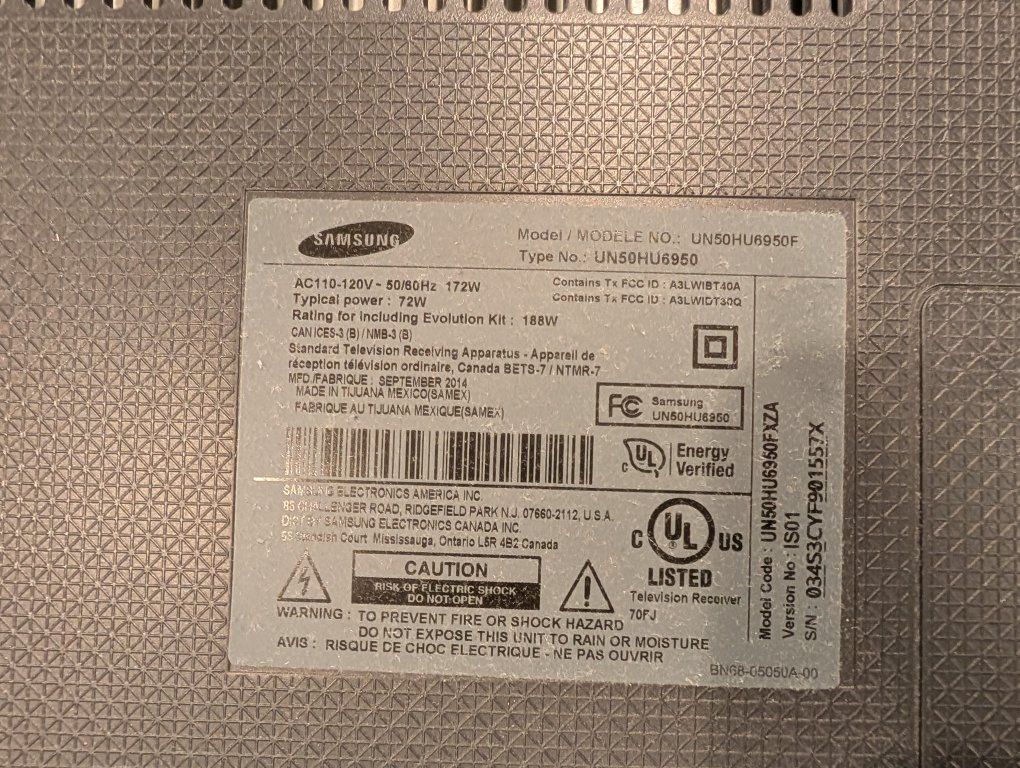 SAMSUNG
Model / MODELE NO.: UN50HU6950F
Type No.: UN50HU6950
AC110-120V ~ 50/60Hz 172W
Typical power : 72W
Rating for including Evolution Kit : 188W
CAN ICES-3 (B) / NMB-3 (B)
Standard Television Receiving Apparatus - Appareil de
réception télévision ordinaire, Canada BETS-7 / NTMR-7
MFD/FABRIQUE : SEPTEMBER 2014
MADE IN TIJUANA MEXICO(SAMEX)
FABRIQUE AU TIJUANA MEXIQUE(SAMEX)
Contains Tx FCC ID : A3LWIBT40A
Contains Tx FCC ID : A3LWIDT30Q
FC Samsung
UN50HU6950
c UL Energy
Verified
SAMSUNG ELECTRONICS AMERICA INC.
85 CHALLENGER ROAD, RIDGEFIELD PARK N.J. 07660-2112, U.S.A.
DIST BY SAMSUNG ELECTRONICS CANADA INC.
Court Mississauga, Ontario L5R 4B2 Canada
C UL US
LISTED
Television Receiver
70FJ
CAUTION
RISK OF ELECTRIC SHOCK
DO NOT OPEN
WARNING : TO PREVENT FIRE OR SHOCK HAZARD
DO NOT EXPOSE THIS UNIT TO RAIN OR MOISTURE
AVIS : RISQUE DE CHOC ELECTRIQUE - NE PAS OUVRIR
BN68-05050A-00
Model Code : UN50HU6950FXZA
Version No : IS01
S/N : 034S3CYF901557X